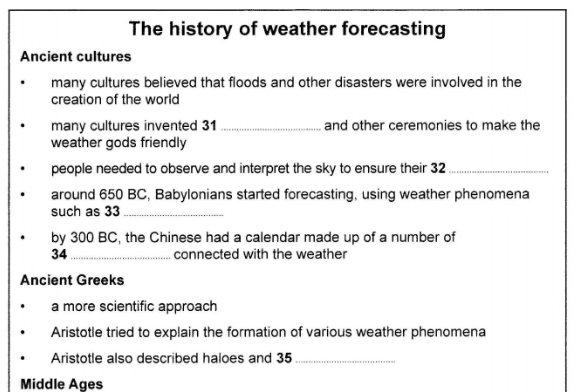 The history of weather forecasting
Ancient cultures
• many cultures believed that floods and other disasters were involved in the
creation of the world
• many cultures invented 31 .................................. and other ceremonies to make the
weather gods friendly
• people needed to observe and interpret the sky to ensure their 32 ..................................
• around 650 BC, Babylonians started forecasting, using weather phenomena
such as 33 ..................................
• by 300 BC, the Chinese had a calendar made up of a number of
34 .................................. connected with the weather
Ancient Greeks
• a more scientific approach
• Aristotle tried to explain the formation of various weather phenomena
• Aristotle also described haloes and 35 ..................................
Middle Ages